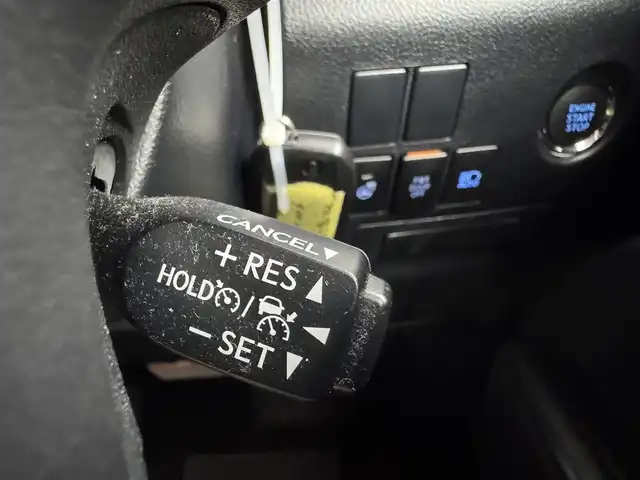 ENGINE
START
STOP
CANCEL
+ RES
HOLD /
− SET